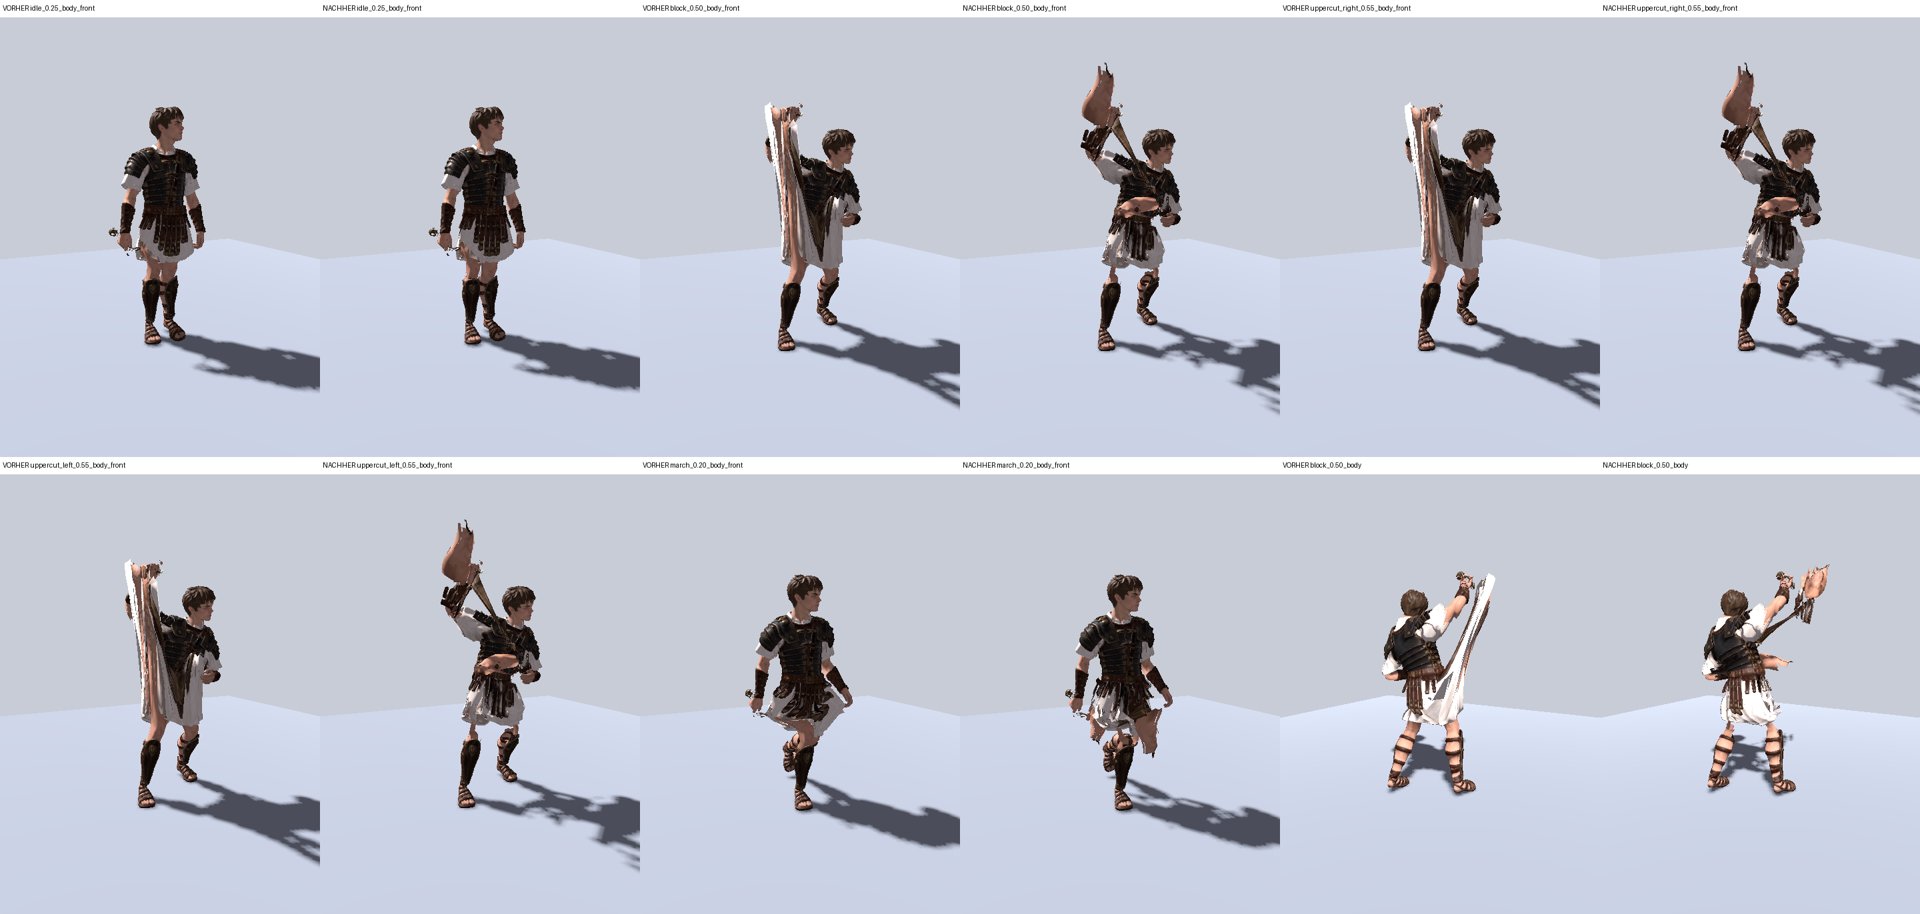 VORHER idle_0.25_body_front
NACHHER idle_0.25_body_front
VORHER block_0.50_body_front
NACHHER block_0.50_body_front
VORHER uppercut_right_0.55_body_front
NACHHER uppercut_right_0.55_body_front
VORHER uppercut_left_0.55_body_front
NACHHER uppercut_left_0.55_body_front
VORHER march_0.20_body_front
NACHHER march_0.20_body_front
VORHER block_0.50_body
NACHHER block_0.50_body